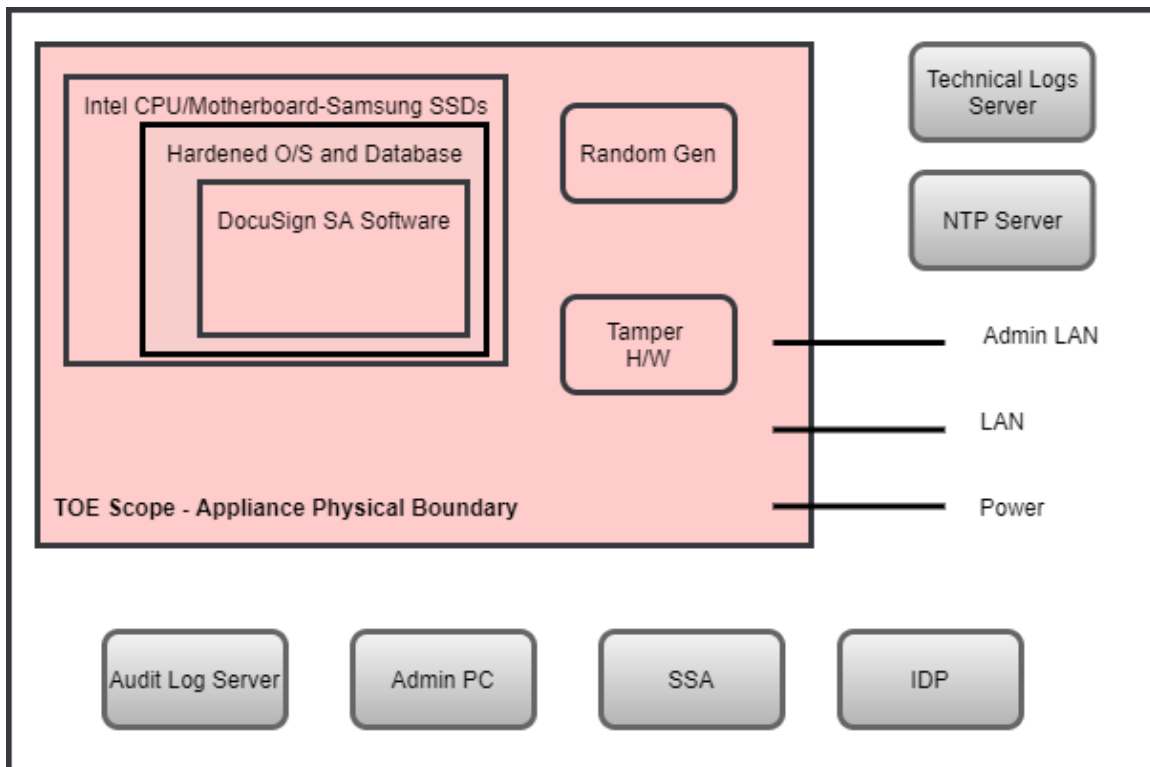 Intel CPU/Motherboard-Samsung SSDs
Hardened O/S and Database
DocuSign SA Software
Random Gen
Tamper
H/W
TOE Scope - Appliance Physical Boundary
Technical Logs
Server
NTP Server
Admin LAN
LAN
Power
Audit Log Server
Admin PC
SSA
IDP